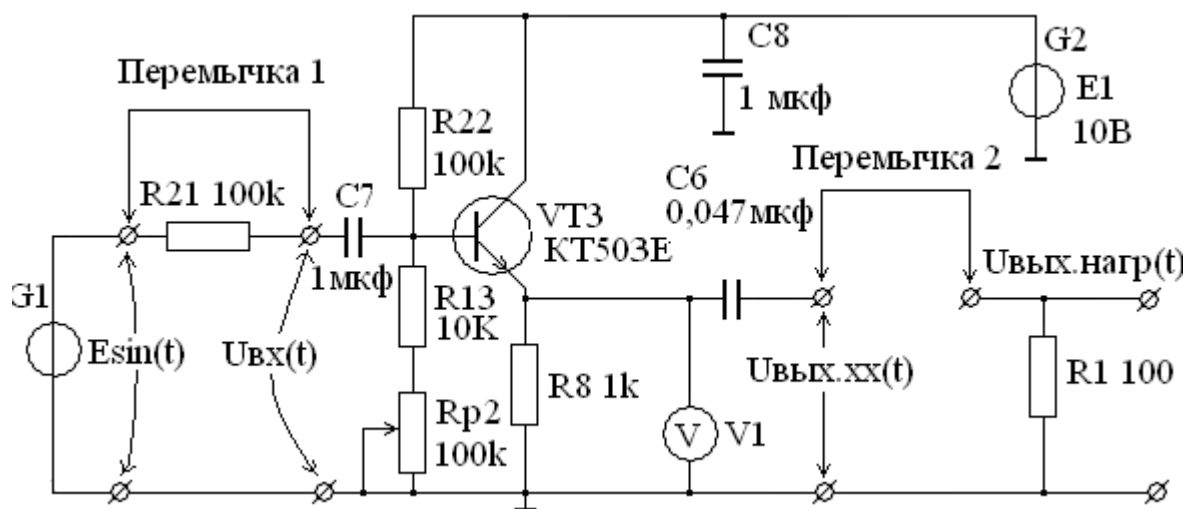 C8
G2
Перемычка 1
1 мкф
E1
10В
R22
100k
Перемычка 2
R21 100k
C7
C6
0,047мкф
VT3
КТ503Е
1мкф
Uвых.нагр(t)
G1
R13
10K
Esin(t)
Uвх(t)
R8 1k
Uвых.хх(t)
R1 100
Rp2
100k
V
V1